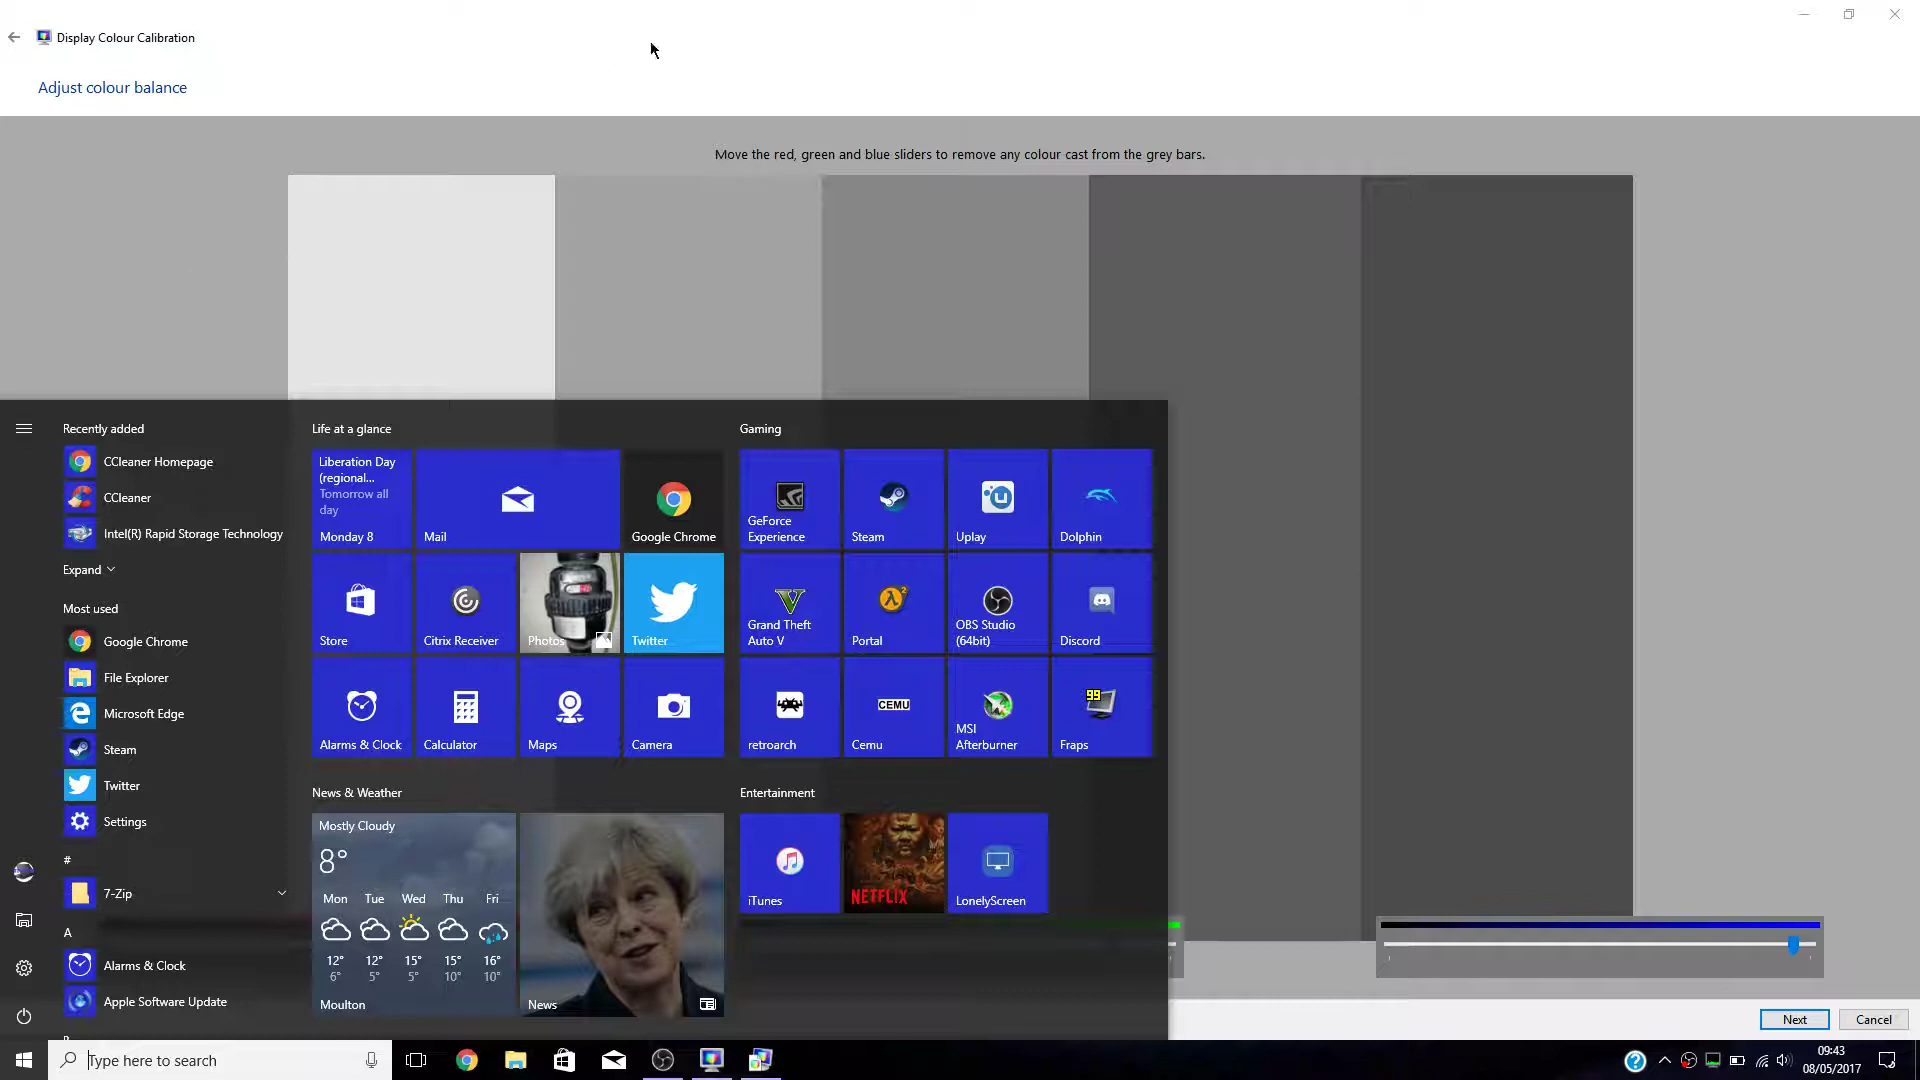 Display Colour Calibration
Adjust colour balance
Move the red, green and blue sliders to remove any colour cast from the grey bars.
Recently added
CCleaner Homepage
CCleaner
Intel(R) Rapid Storage Technology
Expand
Most used
Google Chrome
File Explorer
Microsoft Edge
Steam
Twitter
Settings
#
7-Zip
A
Alarms & Clock
Apple Software Update
Life at a glance
Liberation Day
(regional...
Tomorrow all
day
Monday 8
Mail
Google Chrome
Store
Citrix Receiver
Photos
Twitter
Alarms & Clock
Calculator
Maps
Camera
News & Weather
Mostly Cloudy
8°
Mon Tue Wed Thu Fri
12° 12° 15° 15° 16°
6° 5° 5° 10° 10°
Moulton
News
Gaming
GeForce
Experience
Steam
Uplay
Dolphin
Grand Theft
Auto V
Portal
OBS Studio
(64bit)
Discord
retroarch
CEMU
Cemu
MSI
Afterburner
99
Fraps
Entertainment
iTunes
NETFLIX
LonelyScreen
Next
Cancel
Type here to search
09:43
08/05/2017